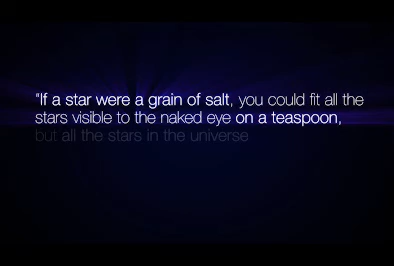 “If a star were a grain of salt, you could fit all the
stars visible to the naked eye on a teaspoon,
but all the stars in the universe